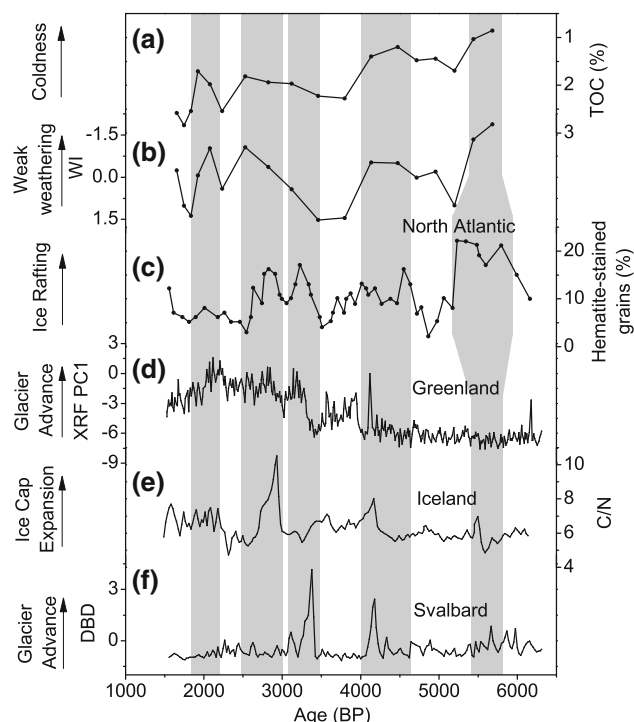 (a)
Coldness
1
2
3
TOC (%)
(b)
Weak
weathering
WI
-1.5
0.0
1.5
North Atlantic
(c)
Ice Rafting
20
10
0
Hematite-stained
grains (%)
(d)
Glacier
Advance
XRF PC1
3
0
-3
-6
-9
Greenland
(e)
Ice Cap
Expansion
Iceland
10
8
6
4
C/N
(f)
Glacier
Advance
DBD
3
0
Svalbard
1000 2000 3000 4000 5000 6000
Age (BP)